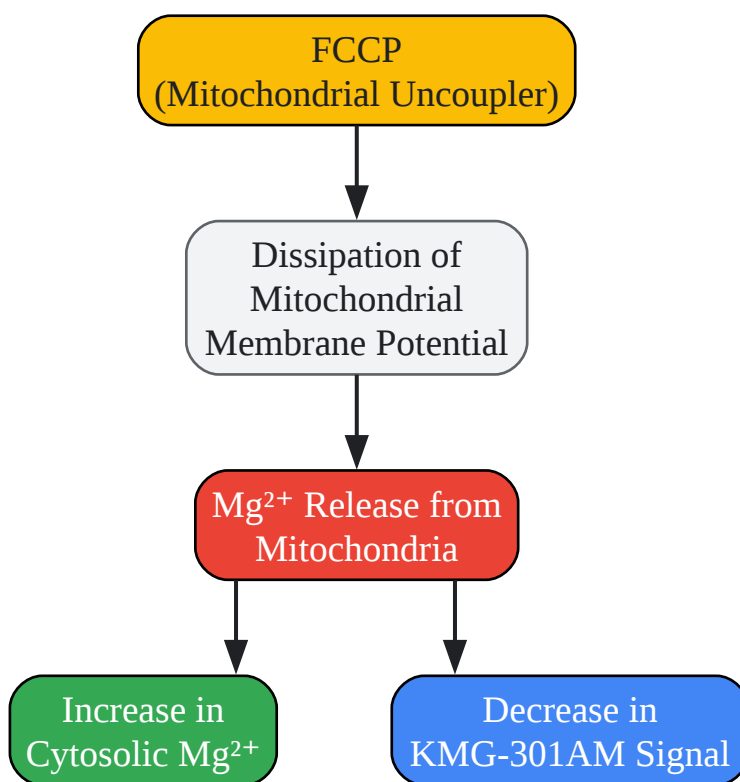 FCCP
(Mitochondrial Uncoupler)
Dissipation of
Mitochondrial
Membrane Potential
Mg²⁺ Release from
Mitochondria
Increase in
Cytosolic Mg²⁺
Decrease in
KMG-301AM Signal